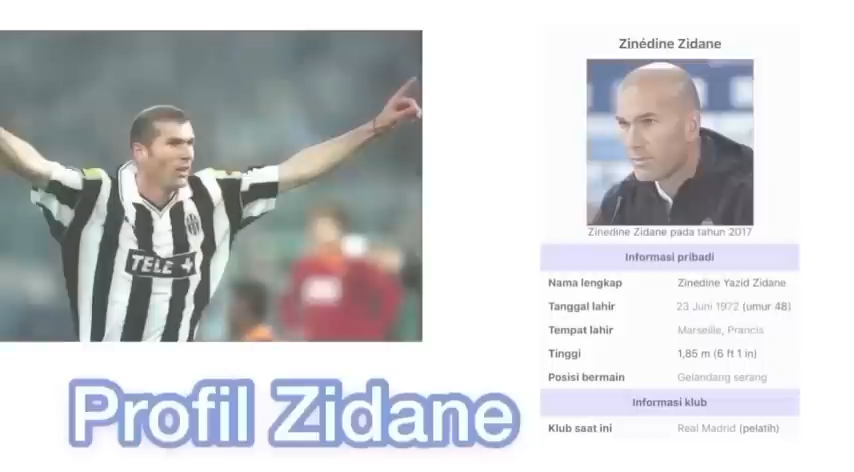 Zinédine Zidane
Zinedine Zidane pada tahun 2017
Informasi pribadi
Nama lengkap Zinedine Yazid Zidane
Tanggal lahir 23 Juni 1972 (umur 48)
Tempat lahir Marseille, Prancis
Tinggi 1,85 m (6 ft 1 in)
Posisi bermain Gelandang serang
Informasi klub
Klub saat ini Real Madrid (pelatih)
TELE +
Profil Zidane